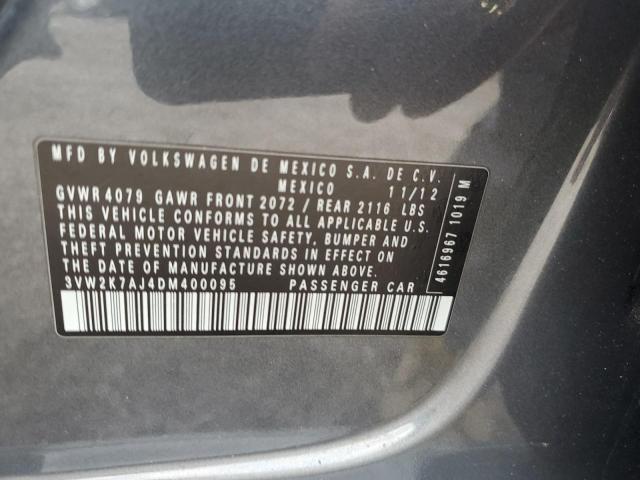 MFD BY VOLKSWAGEN DE MEXICO S.A. DE C.V.
MEXICO 11/12
GVWR 4079 GAWR FRONT 2072 / REAR 2116 LBS
THIS VEHICLE CONFORMS TO ALL APPLICABLE U.S.
FEDERAL MOTOR VEHICLE SAFETY, BUMPER AND
THEFT PREVENTION STANDARDS IN EFFECT ON
THE DATE OF MANUFACTURE SHOWN ABOVE.
3VW2K7AJ4DM400095 PASSENGER CAR
4616967 1019 M